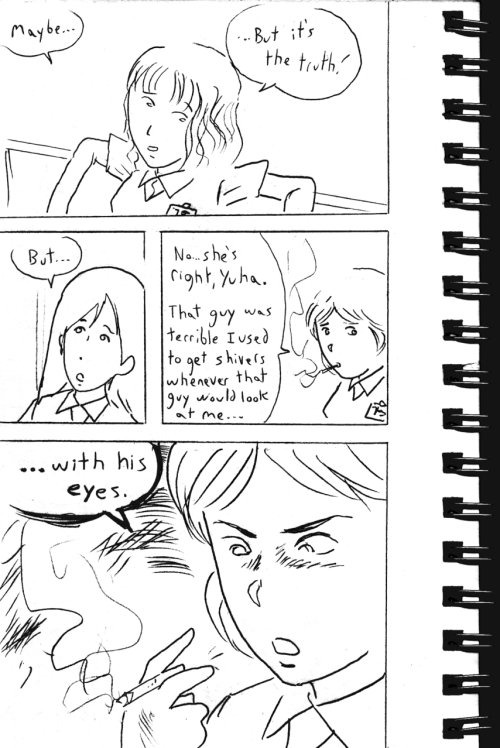 Maybe...
...But it's
the truth!
But...
No...she's
right, Yuha.
That guy was
terrible I used
to get shivers
whenever that
guy would look
at me...
...with his
eyes.